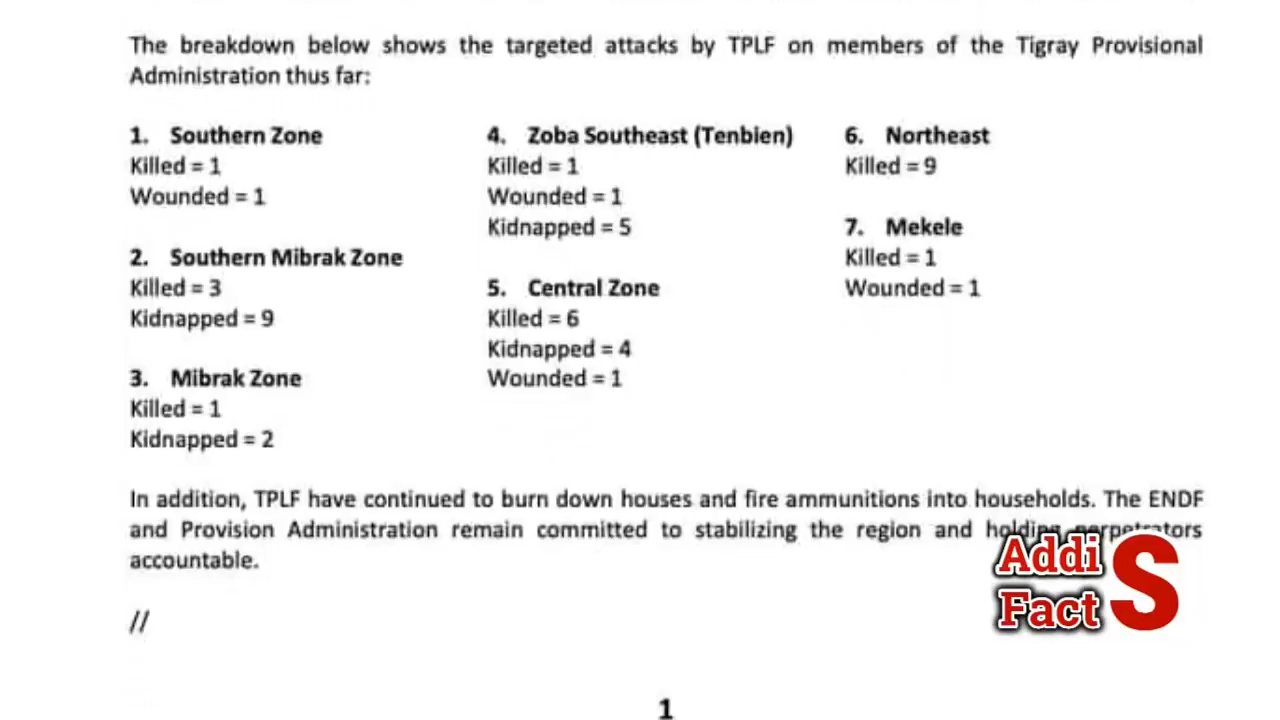 The breakdown below shows the targeted attacks by TPLF on members of the Tigray Provisional
Administration thus far:
1. Southern Zone
Killed = 1
Wounded = 1
2. Southern Mibrak Zone
Killed = 3
Kidnapped = 9
3. Mibrak Zone
Killed = 1
Kidnapped = 2
4. Zoba Southeast (Tenbien)
Killed = 1
Wounded = 1
Kidnapped = 5
5. Central Zone
Killed = 6
Kidnapped = 4
Wounded = 1
6. Northeast
Killed = 9
7. Mekele
Killed = 1
Wounded = 1
In addition, TPLF have continued to burn down houses and fire ammunitions into households. The ENDF
and Provision Administration remain committed to stabilizing the region and holding perpetrators
accountable.
//
1
Addi
Fact S